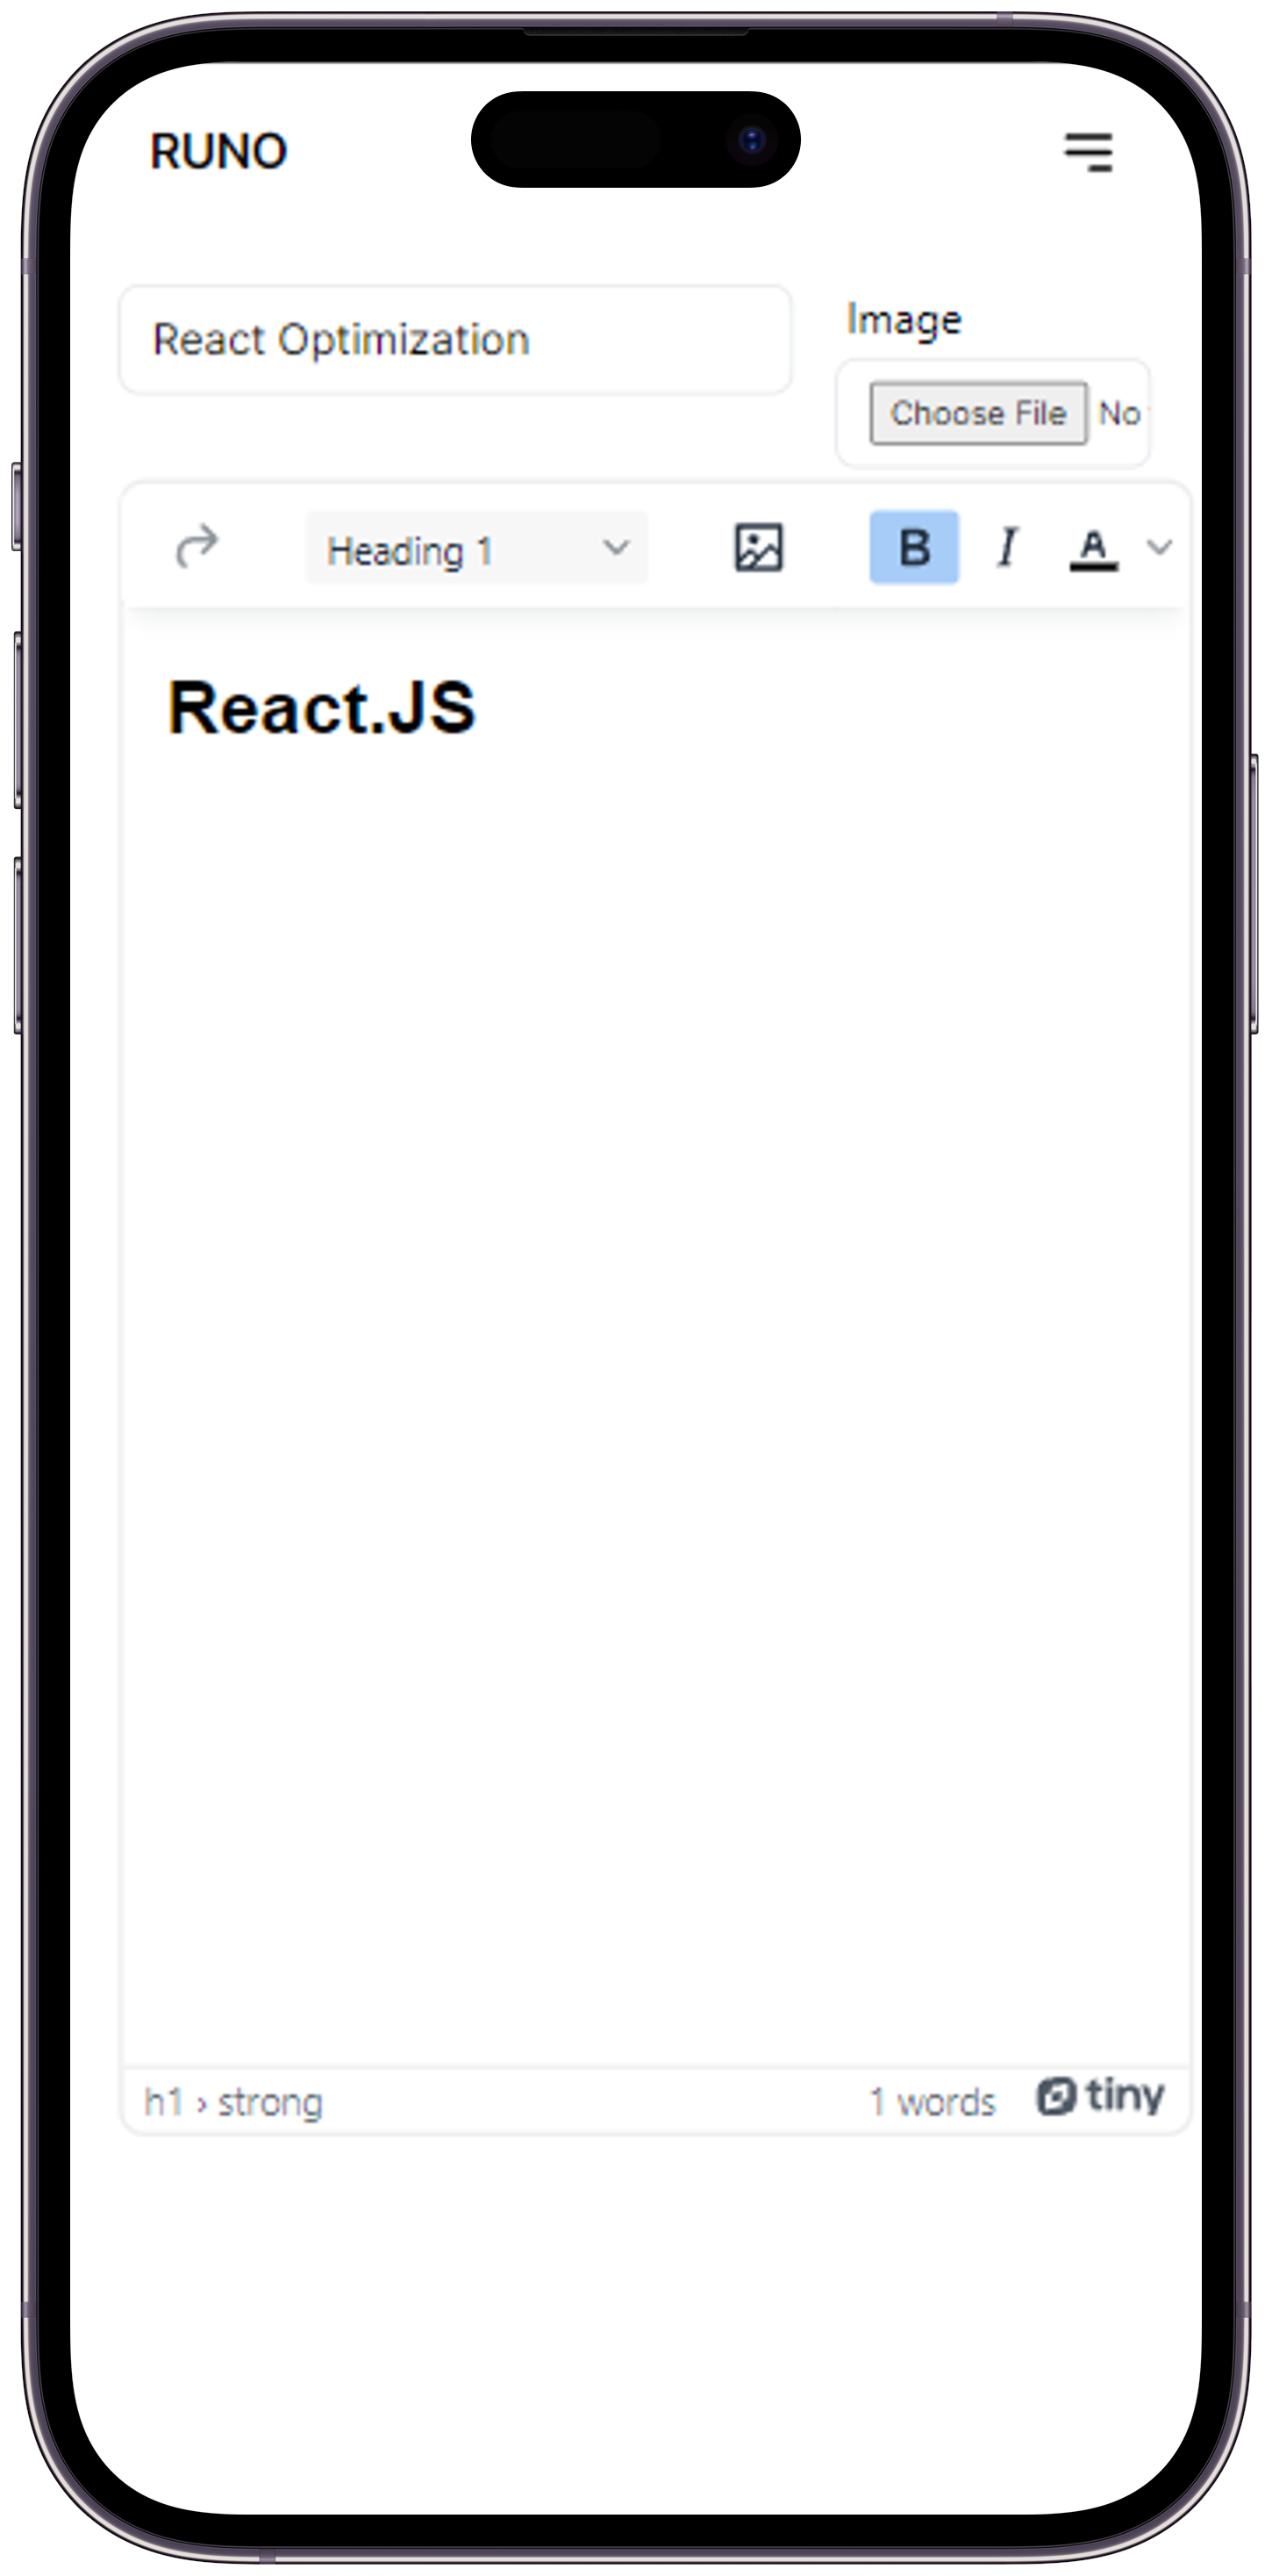 RUNO
React Optimization
Image
Choose File No
Heading 1
B I A
React.JS
h1 › strong
1 words
tiny